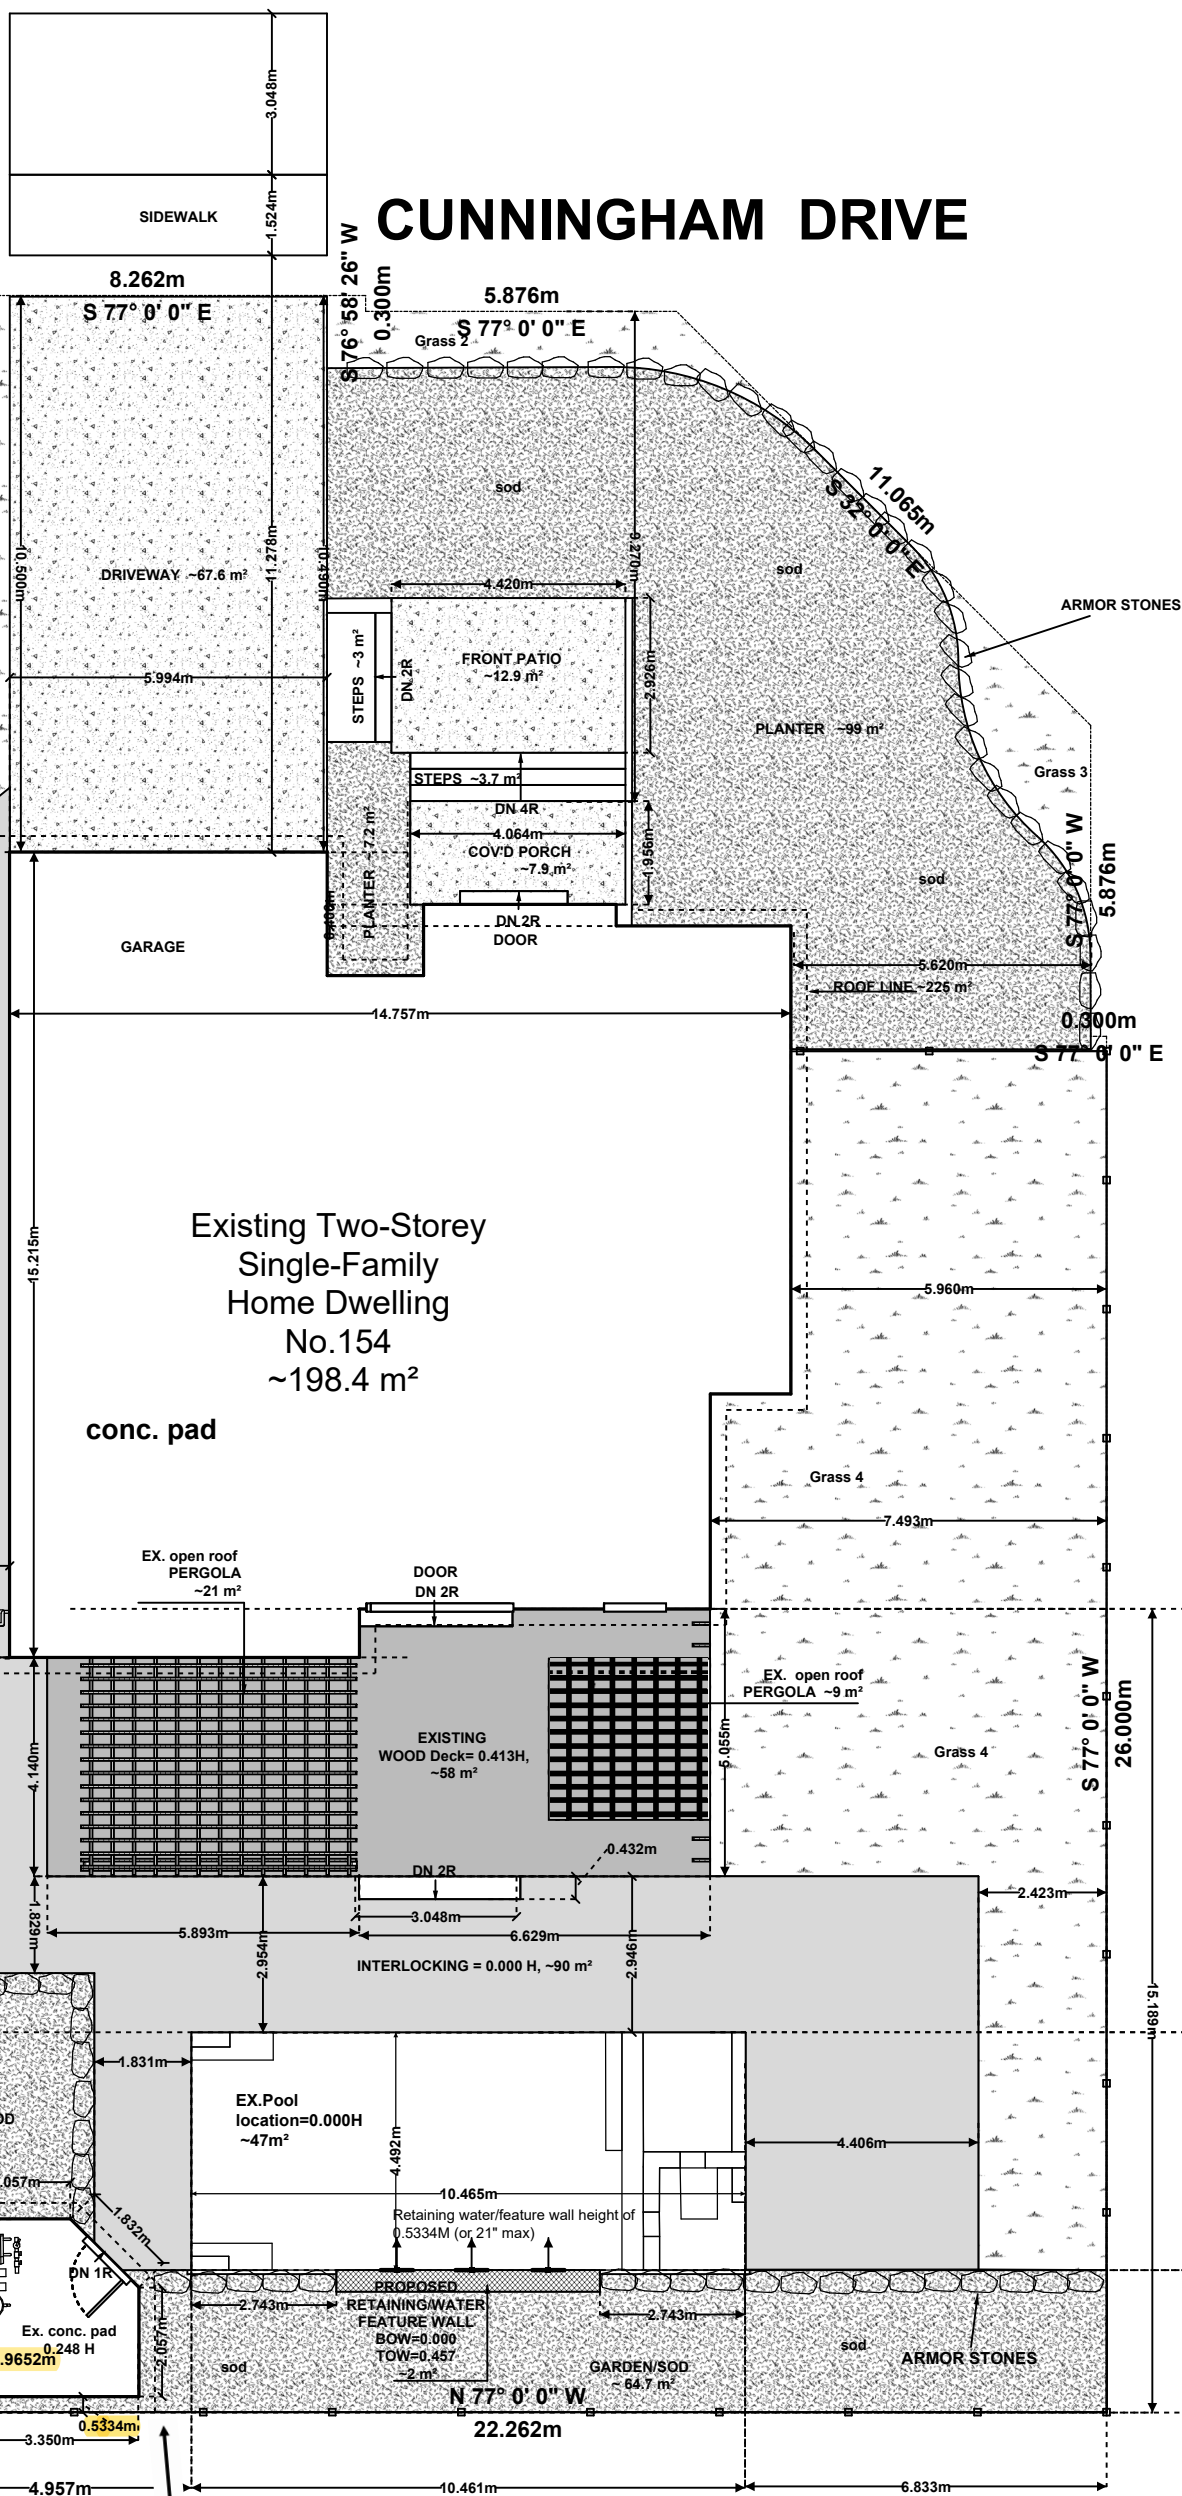 3.048m
1.524m
SIDEWALK
CUNNINGHAM DRIVE
8.262m
S 77° 0' 0" E
S 76° 58' 26" W
0.300m
5.876m
S 77° 0' 0" E
Grass 2
sod
11.065m
S 32° 0' 0" E
10.500m
DRIVEWAY ~67.6 m²
11.278m
10.490m
9.270m
sod
4.420m
ARMOR STONES
STEPS ~3 m²
DN 2R
FRONT PATIO
~12.9 m²
2.926m
5.994m
PLANTER ~99 m²
Grass 3
STEPS ~3.7 m²
DN 4R
4.064m
COV'D PORCH
~7.9 m²
1.956m
PLANTER ~7.2 m²
sod
S 77° 0' 0" W
5.876m
DN 2R
DOOR
GARAGE
5.620m
ROOF LINE ~225 m²
14.757m
0.300m
S 77° 0' 0" E
15.215m
Existing Two-Storey
Single-Family
Home Dwelling
No.154
~198.4 m²
5.960m
conc. pad
Grass 4
7.493m
EX. open roof
PERGOLA
~21 m²
DOOR
DN 2R
EX. open roof
PERGOLA ~9 m²
S 77° 0' 0" W
26.000m
EXISTING
WOOD Deck= 0.413H,
~58 m²
4.140m
5.055m
Grass 4
0.432m
DN 2R
2.423m
1.829m
3.048m
5.893m
6.629m
2.954m
2.946m
INTERLOCKING = 0.000 H, ~90 m²
15.189m
1.831m
EX.Pool
location=0.000H
~47m²
4.492m
4.406m
10.465m
Retaining water/feature wall height of
0.5334M (or 21" max)
1.832m
DN 1R
PROPOSED
RETAINING/WATER
FEATURE WALL
BOW=0.000
TOW=0.457
~2 m²
2.743m
2.743m
2.057m
Ex. conc. pad
0.248 H
sod
GARDEN/SOD
~ 64.7 m²
sod
ARMOR STONES
N 77° 0' 0" W
22.262m
0.5334m
3.350m
4.957m
10.461m
6.833m